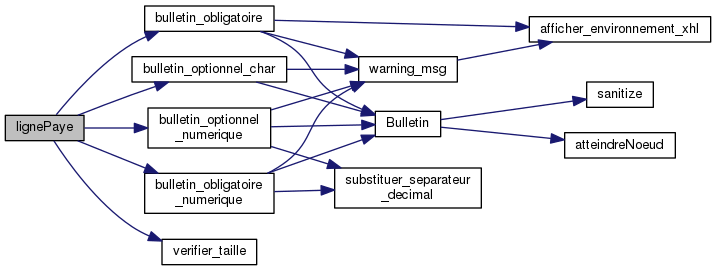 lignePaye
bulletin_obligatoire
bulletin_optionnel_char
bulletin_optionnel
_numerique
bulletin_obligatoire
_numerique
verifier_taille
warning_msg
Bulletin
substituer_separateur
_decimal
afficher_environnement_xhl
sanitize
atteindreNoeud